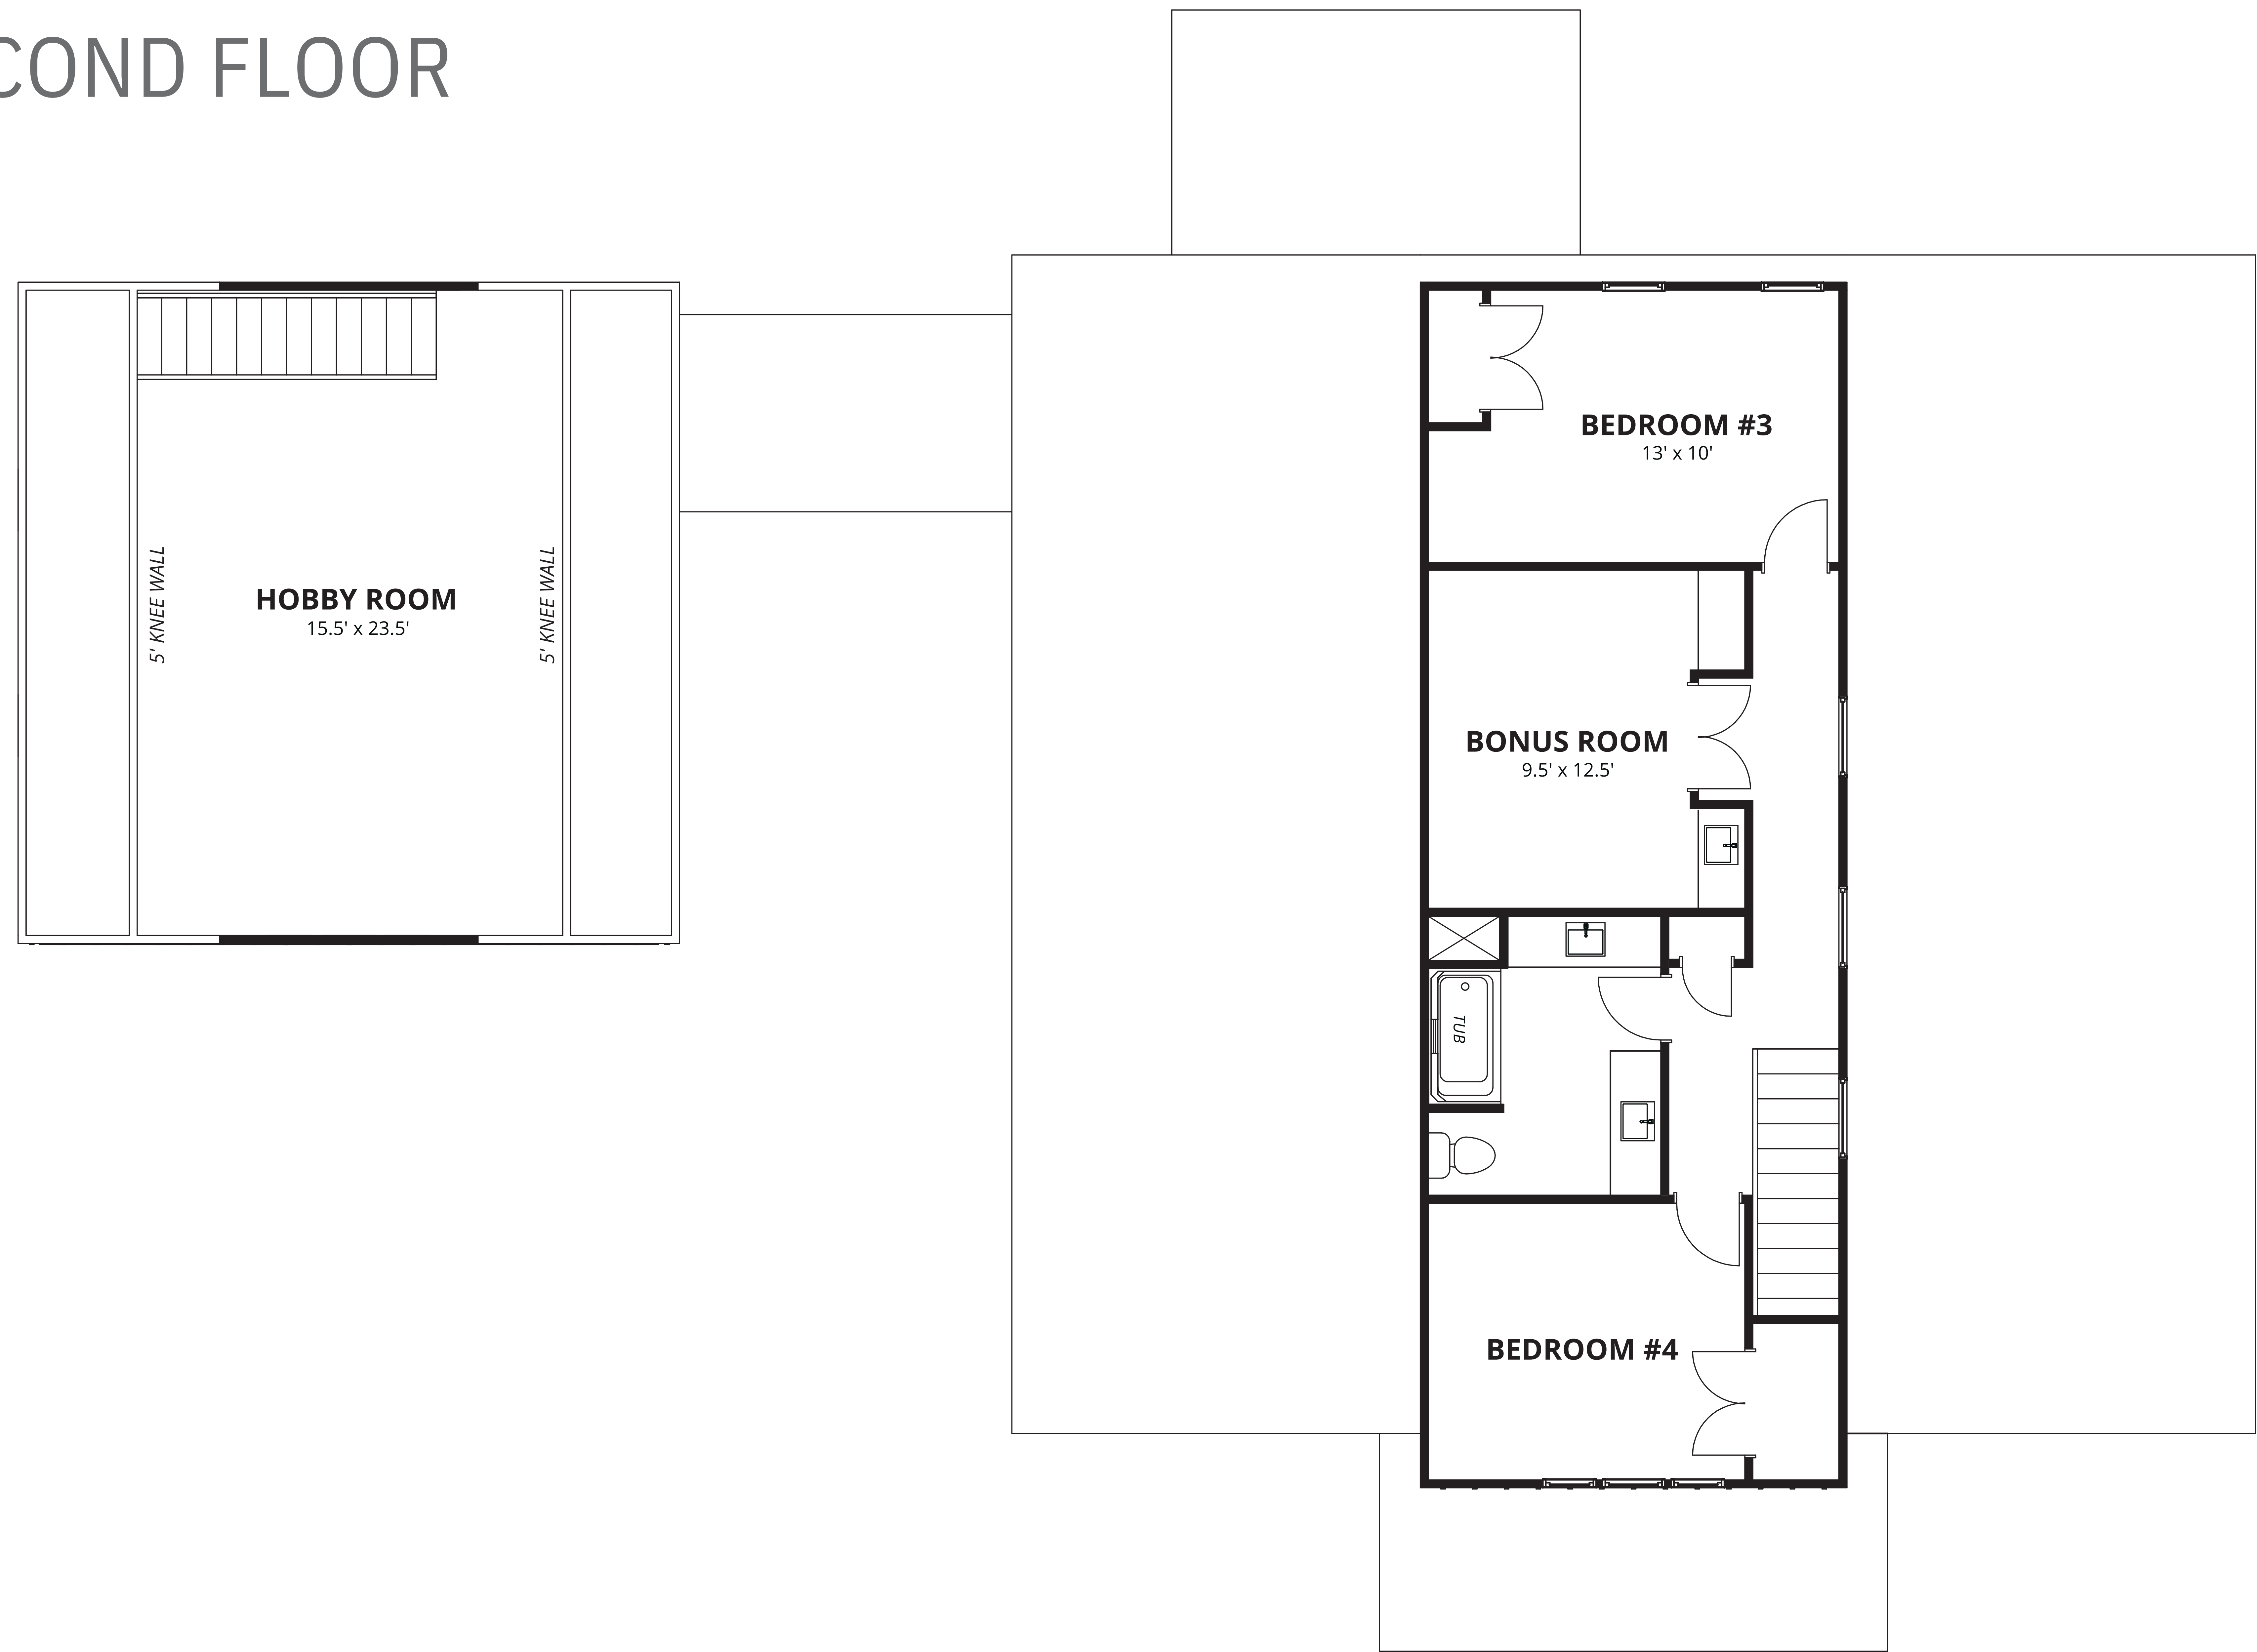 COND FLOOR
BEDROOM #3
13' x 10'
5' KNEE WALL
HOBBY ROOM
15.5' x 23.5'
5' KNEE WALL
BONUS ROOM
9.5' x 12.5'
TUB
BEDROOM #4